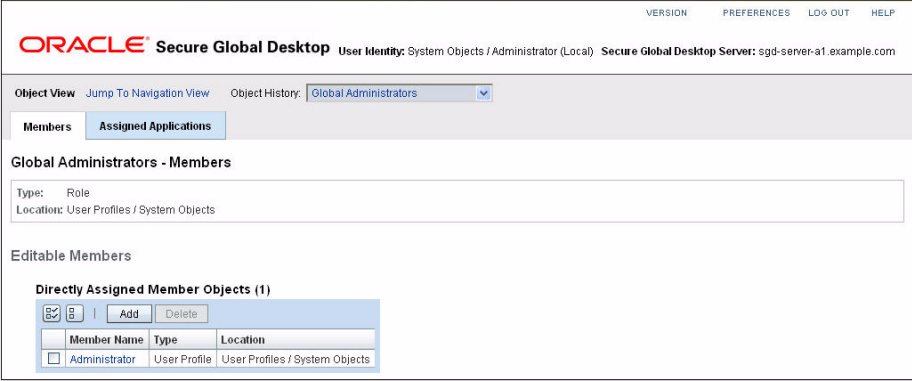 VERSION PREFERENCES LOG OUT HELP
ORACLE® Secure Global Desktop User Identity: System Objects / Administrator (Local) Secure Global Desktop Server: sgd-server-a1.example.com
Object View Jump To Navigation View Object History: Global Administrators
Members Assigned Applications
Global Administrators - Members
Type: Role
Location: User Profiles / System Objects
Editable Members
Directly Assigned Member Objects (1)
Add Delete
Member Name Type Location
Administrator User Profile User Profiles / System Objects